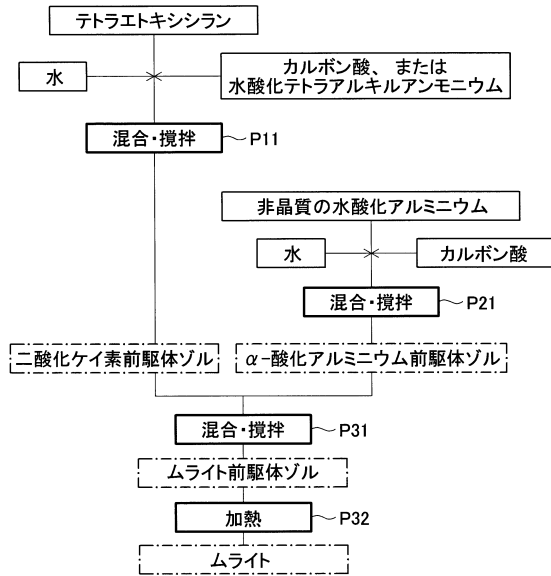 テトラエトキシシラン
水
カルボン酸、または
水酸化テトラアルキルアンモニウム
混合・撹拌
P11
非晶質の水酸化アルミニウム
水
カルボン酸
混合・撹拌
P21
二酸化ケイ素前駆体ゾル
α-酸化アルミニウム前駆体ゾル
混合・撹拌
P31
ムライト前駆体ゾル
加熱
P32
ムライト